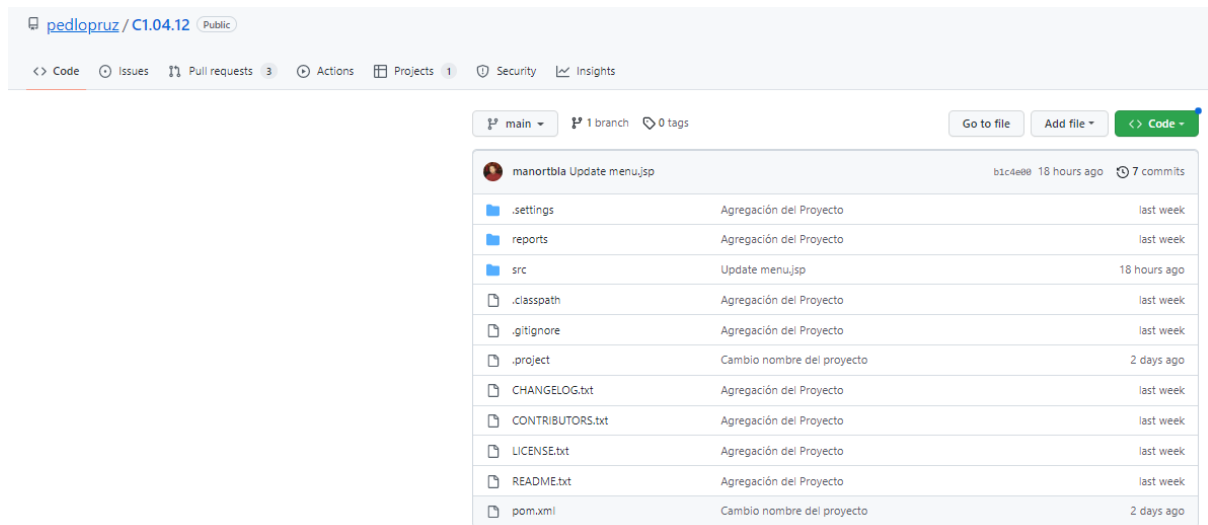 pedlopruz / C1.04.12 Public
Code Issues Pull requests 3 Actions Projects 1 Security Insights
main 1 branch 0 tags Go to file Add file Code
manortbla Update menu.jsp b1c4e00 18 hours ago 7 commits
.settings Agregación del Proyecto last week
reports Agregación del Proyecto last week
src Update menu.jsp 18 hours ago
.classpath Agregación del Proyecto last week
.gitignore Agregación del Proyecto last week
.project Cambio nombre del proyecto 2 days ago
CHANGELOG.txt Agregación del Proyecto last week
CONTRIBUTORS.txt Agregación del Proyecto last week
LICENSE.txt Agregación del Proyecto last week
README.txt Agregación del Proyecto last week
pom.xml Cambio nombre del proyecto 2 days ago